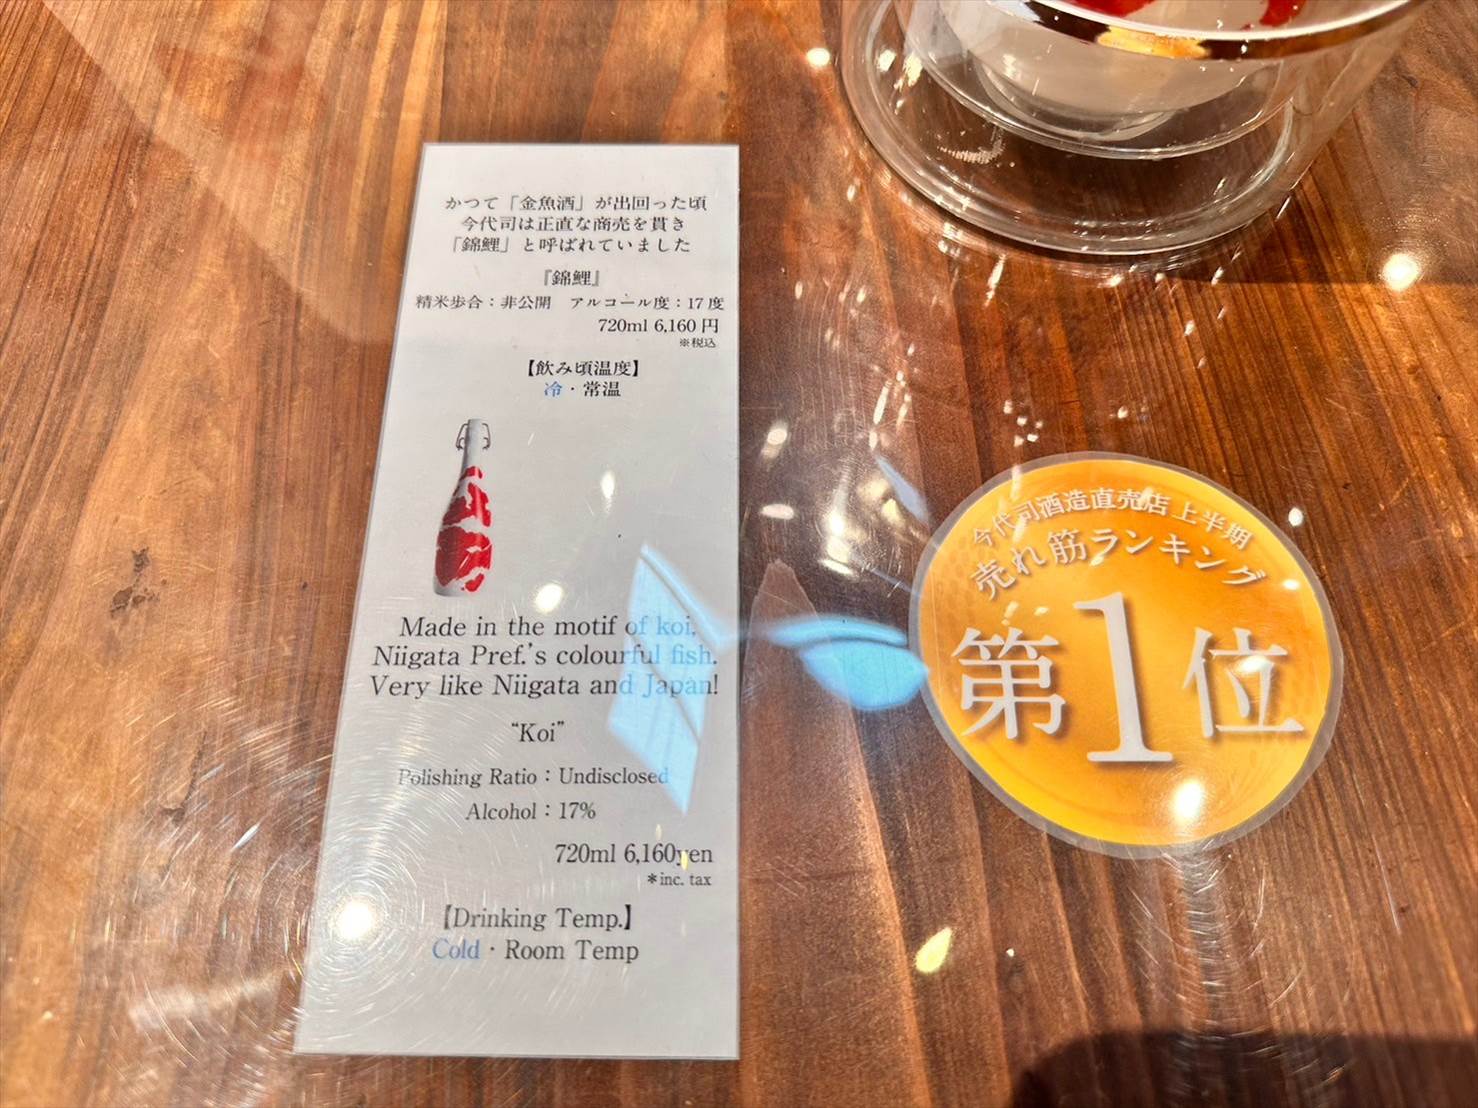 かつて「金魚酒」が出回った頃
今代司は正直な商売を貫き
「錦鯉」と呼ばれていました
『錦鯉』
精米歩合：非公開　アルコール度：17度
720ml 6,160円
※税込
【飲み頃温度】
冷・常温
Made in the motif of koi,
Niigata Pref.'s colourful fish.
Very like Niigata and Japan!
“Koi”
Polishing Ratio：Undisclosed
Alcohol：17%
720ml 6,160yen
*inc. tax
【Drinking Temp.】
Cold・Room Temp
今代司酒造直売店上半期
売れ筋ランキング
第1位